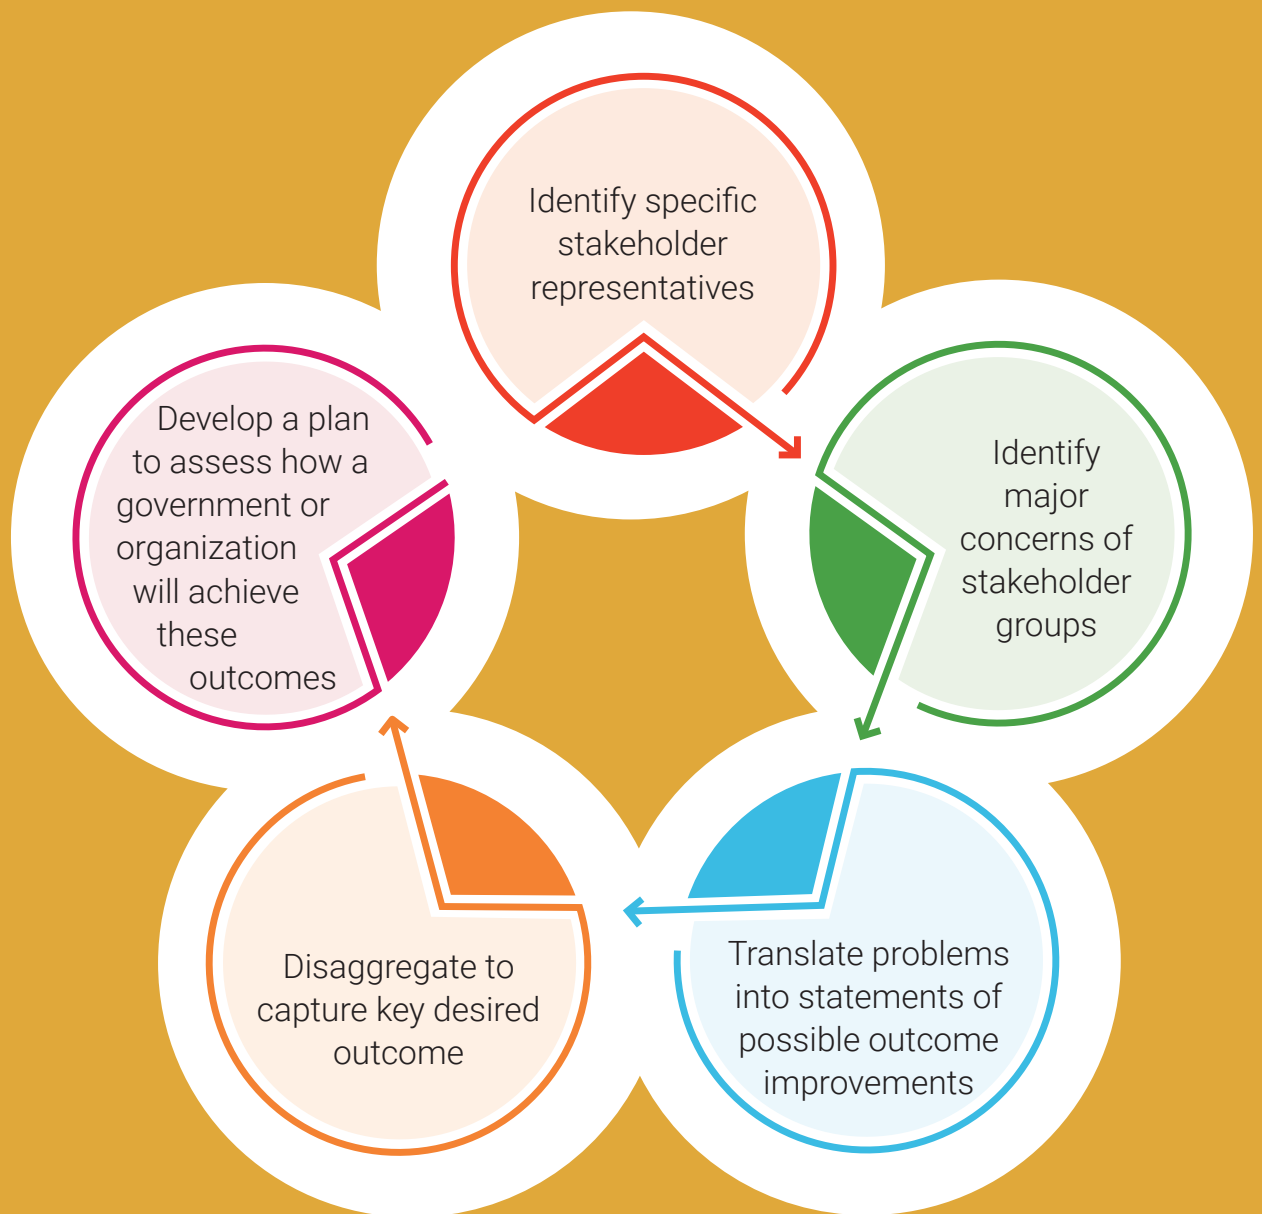 Identify specific
stakeholder
representatives
Identify
major
concerns of
stakeholder
groups
Translate problems
into statements of
possible outcome
improvements
Disaggregate to
capture key desired
outcome
Develop a plan
to assess how a
government or
organization
will achieve
these
outcomes